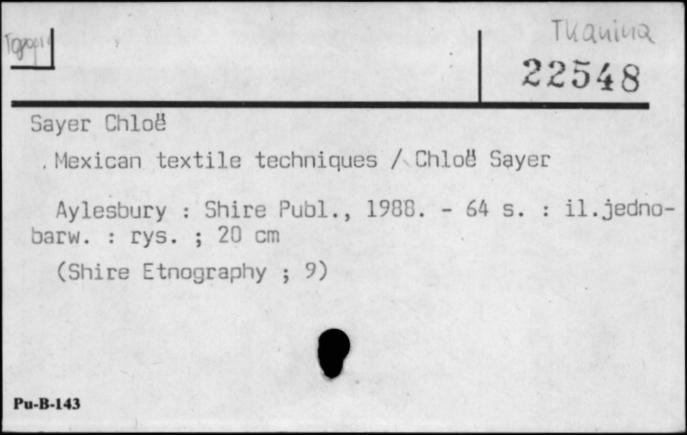 Tkanina
22548
Sayer Chloë
Mexican textile techniques / Chloë Sayer
Aylesbury : Shire Publ., 1988. - 64 s. : il.jedno-
barw. : rys. ; 20 cm
(Shire Etnography ; 9)
Pu-B-143